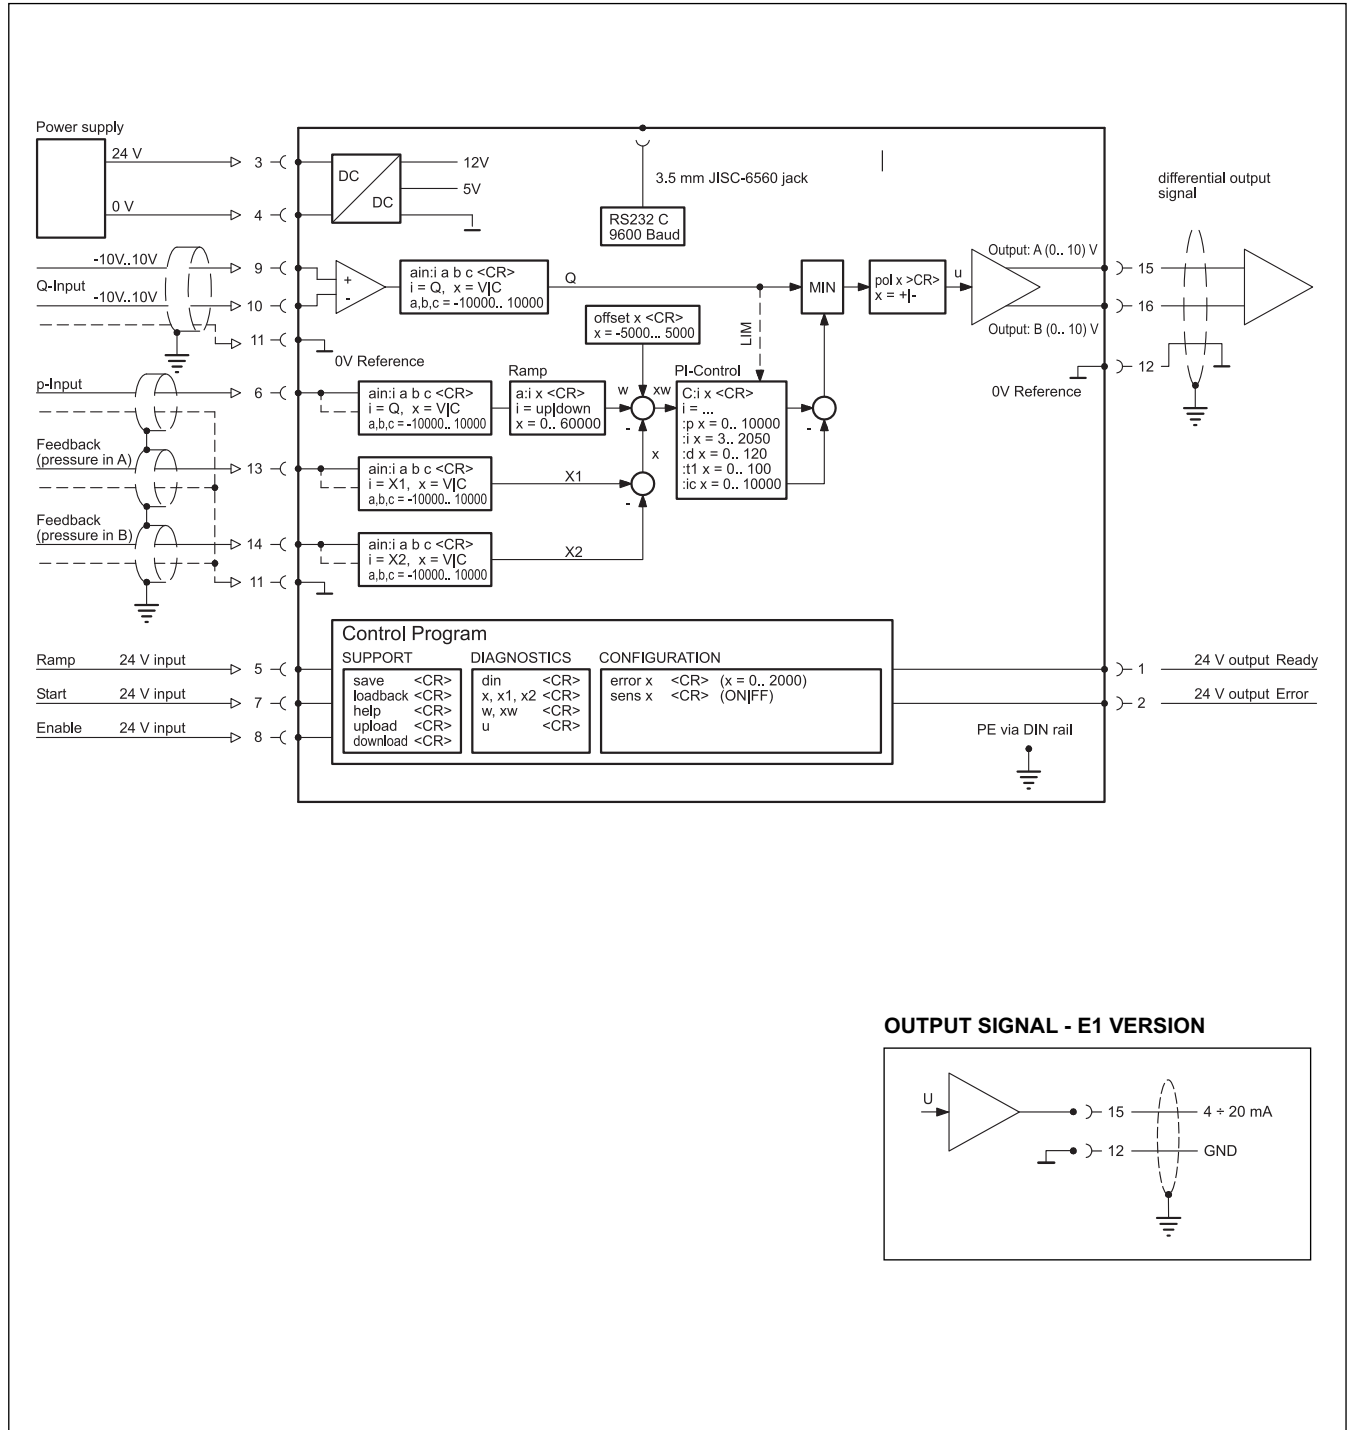 Power supply
24 V
3
0 V
4
DC
DC
12V
5V
3.5 mm JISC-6560 jack
RS232 C
9600 Baud
differential output
signal
-10V..10V
9
Q-Input
-10V..10V
10
11
0V Reference
+
-
ain:i a b c <CR>
i = Q, x = V|C
a,b,c = -10000.. 10000
Q
offset x <CR>
x = -5000... 5000
LIM
MIN
pol x >CR>
x = +|-
u
Output: A (0.. 10) V
Output: B (0.. 10) V
15
16
12
0V Reference
p-Input
6
ain:i a b c <CR>
i = Q, x = V|C
a,b,c = -10000.. 10000
Ramp
a:i x <CR>
i = up|down
x = 0.. 60000
w
xw
-
x
PI-Control
C:i x <CR>
i = ...
:p x = 0.. 10000
:i x = 3.. 2050
:d x = 0.. 120
:t1 x = 0.. 100
:ic x = 0.. 10000
-
Feedback
(pressure in A)
13
ain:i a b c <CR>
i = X1, x = V|C
a,b,c = -10000.. 10000
X1
-
Feedback
(pressure in B)
14
11
ain:i a b c <CR>
i = X2, x = V|C
a,b,c = -10000.. 10000
X2
Control Program
SUPPORT
save <CR>
loadback <CR>
help <CR>
upload <CR>
download <CR>
DIAGNOSTICS
din <CR>
x, x1, x2 <CR>
w, xw <CR>
u <CR>
CONFIGURATION
error x <CR> (x = 0.. 2000)
sens x <CR> (ON|FF)
Ramp 24 V input 5
Start 24 V input 7
Enable 24 V input 8
1 24 V output Ready
2 24 V output Error
PE via DIN rail
OUTPUT SIGNAL - E1 VERSION
U
15 4 ÷ 20 mA
12 GND